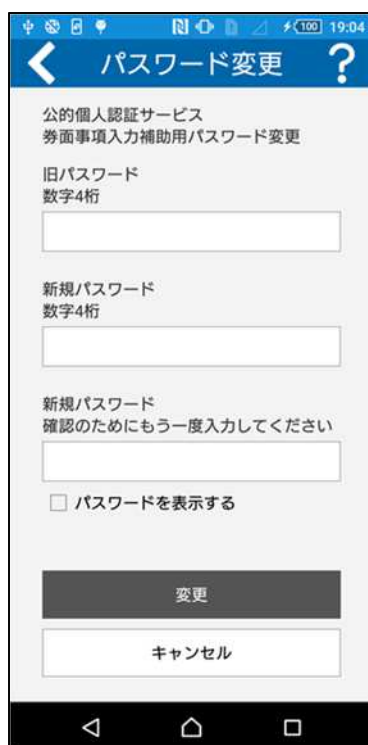 100 19:04
パスワード変更 ?
公的個人認証サービス
券面事項入力補助用パスワード変更
旧パスワード
数字4桁
新規パスワード
数字4桁
新規パスワード
確認のためにもう一度入力してください
パスワードを表示する
変更
キャンセル